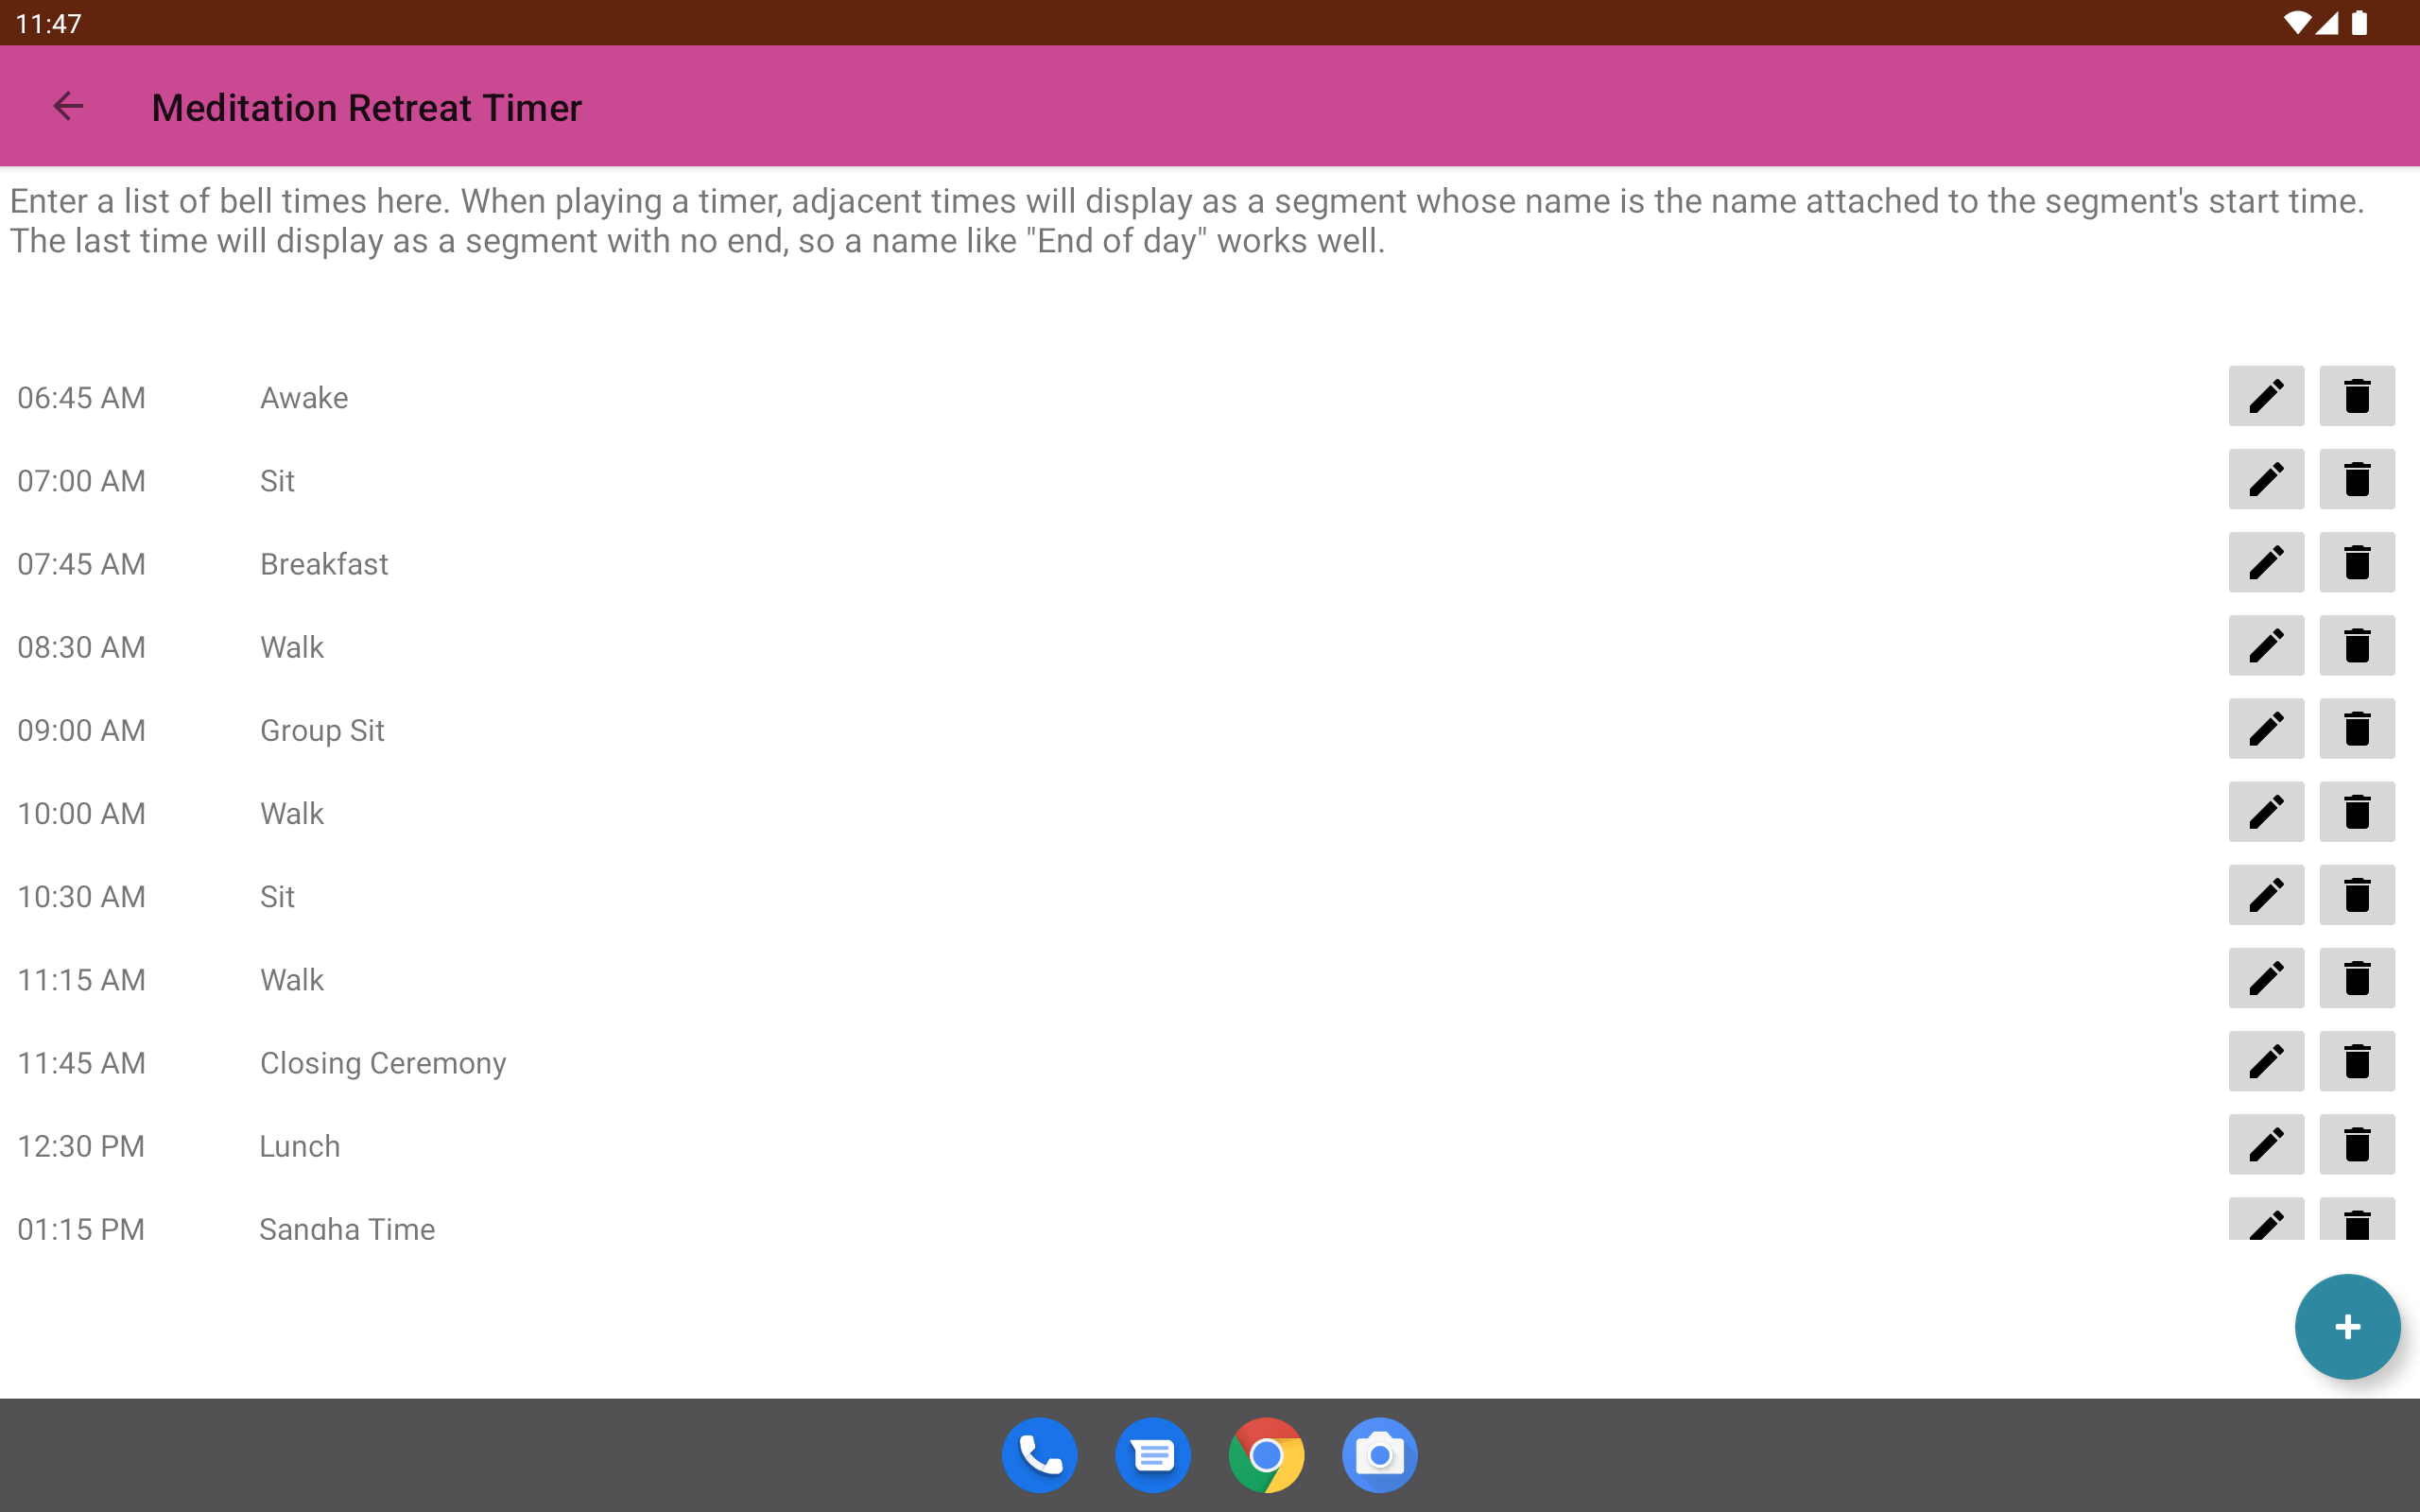 11:47
Meditation Retreat Timer
Enter a list of bell times here. When playing a timer, adjacent times will display as a segment whose name is the name attached to the segment's start time.
The last time will display as a segment with no end, so a name like "End of day" works well.
06:45 AM Awake
07:00 AM Sit
07:45 AM Breakfast
08:30 AM Walk
09:00 AM Group Sit
10:00 AM Walk
10:30 AM Sit
11:15 AM Walk
11:45 AM Closing Ceremony
12:30 PM Lunch
01:15 PM Sangha Time